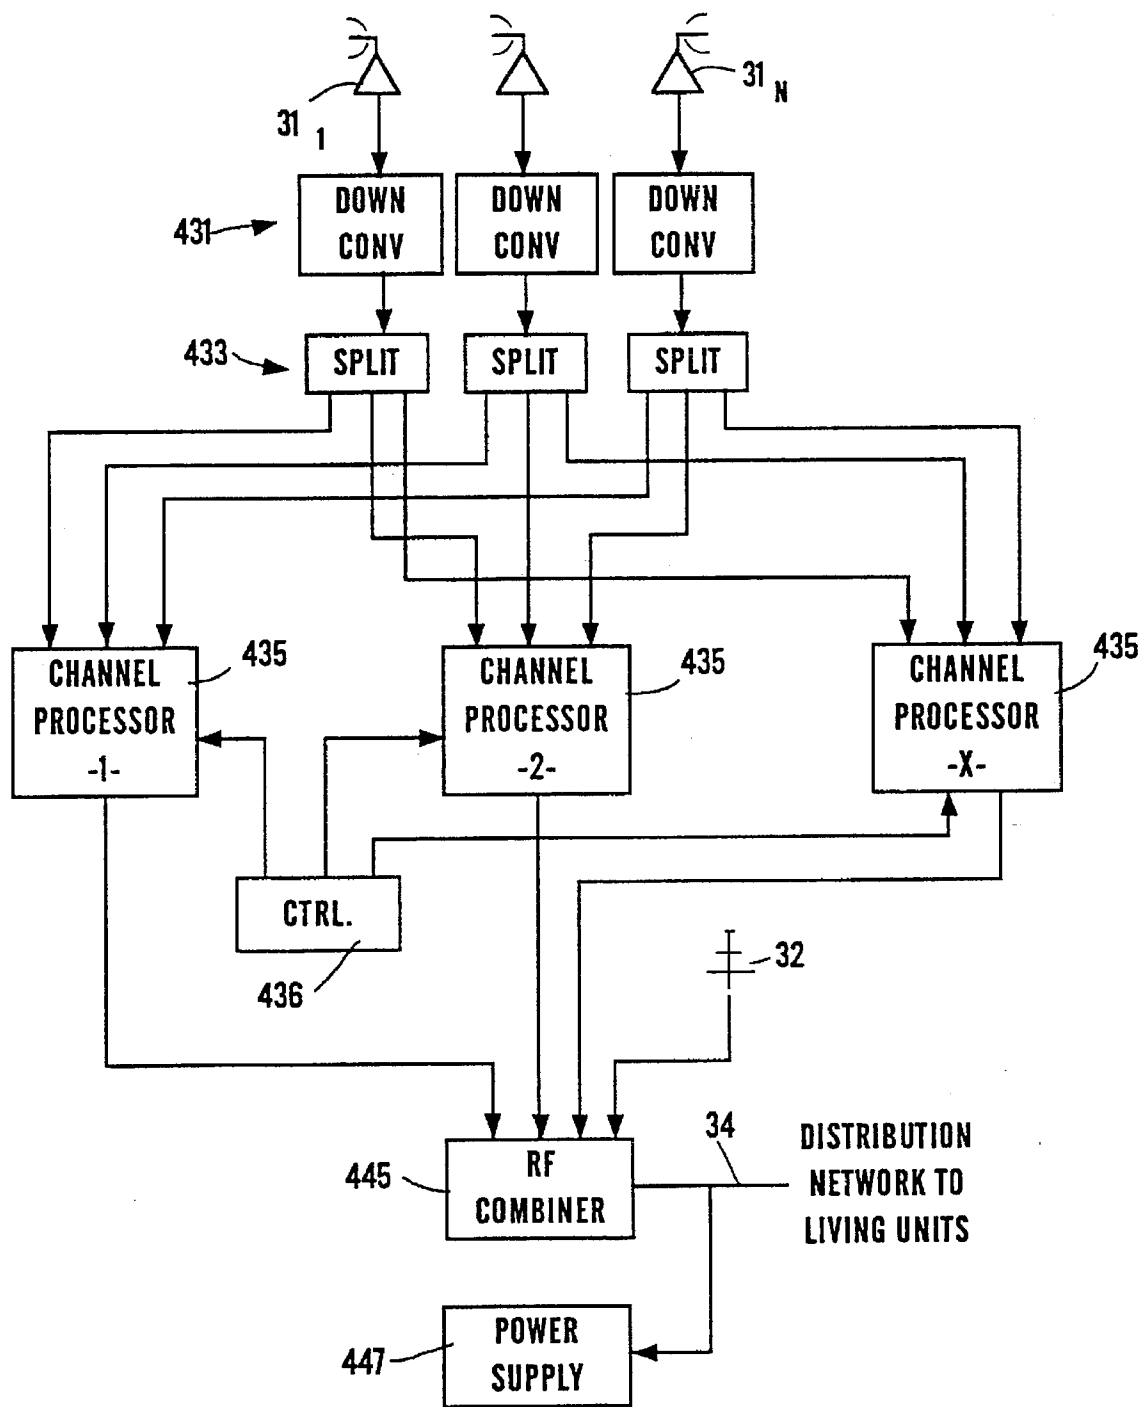 31 1
31 N
431
DOWN CONV
DOWN CONV
DOWN CONV
433
SPLIT
SPLIT
SPLIT
CHANNEL
PROCESSOR
-1-
435
CHANNEL
PROCESSOR
-2-
435
CHANNEL
PROCESSOR
-X-
435
CTRL.
436
32
445
RF
COMBINER
34
DISTRIBUTION
NETWORK TO
LIVING UNITS
447
POWER
SUPPLY